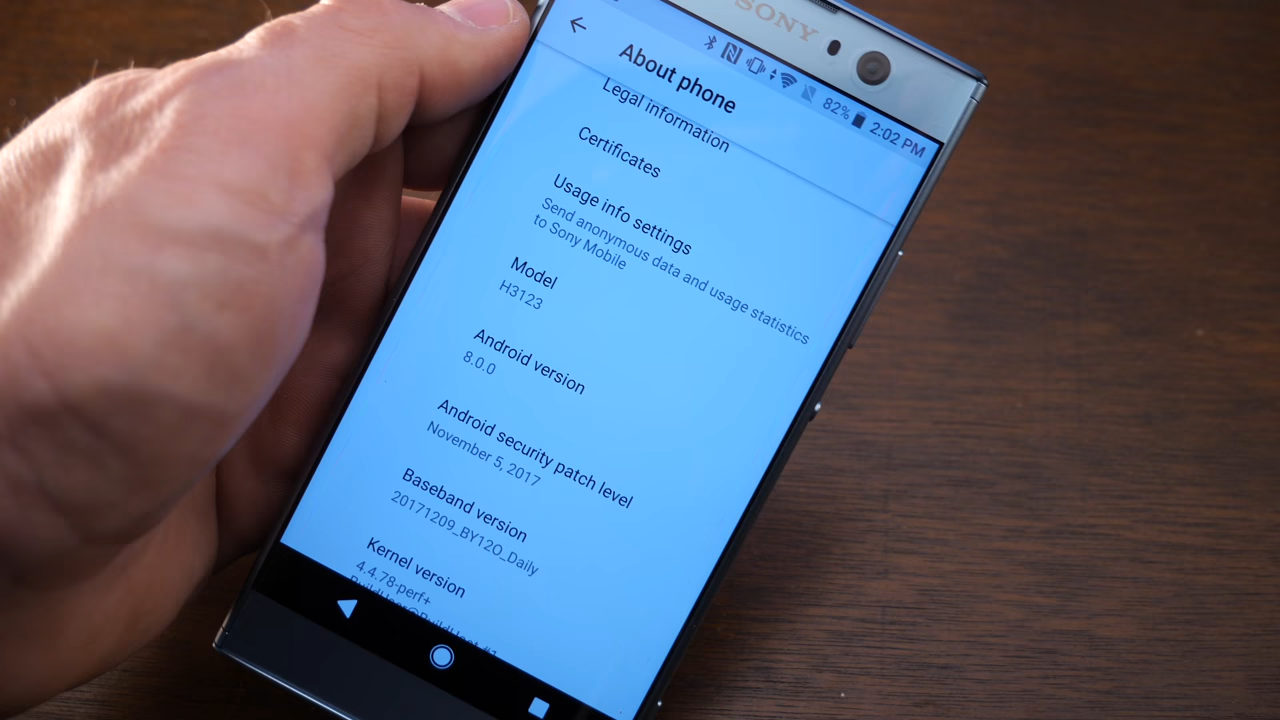 SONY
82% 2:02 PM
About phone
Legal information
Certificates
Usage info settings
Send anonymous data and usage statistics
to Sony Mobile
Model
H3123
Android version
8.0.0
Android security patch level
November 5, 2017
Baseband version
20171209_BY12O_Daily
Kernel version
4.4.78-perf+